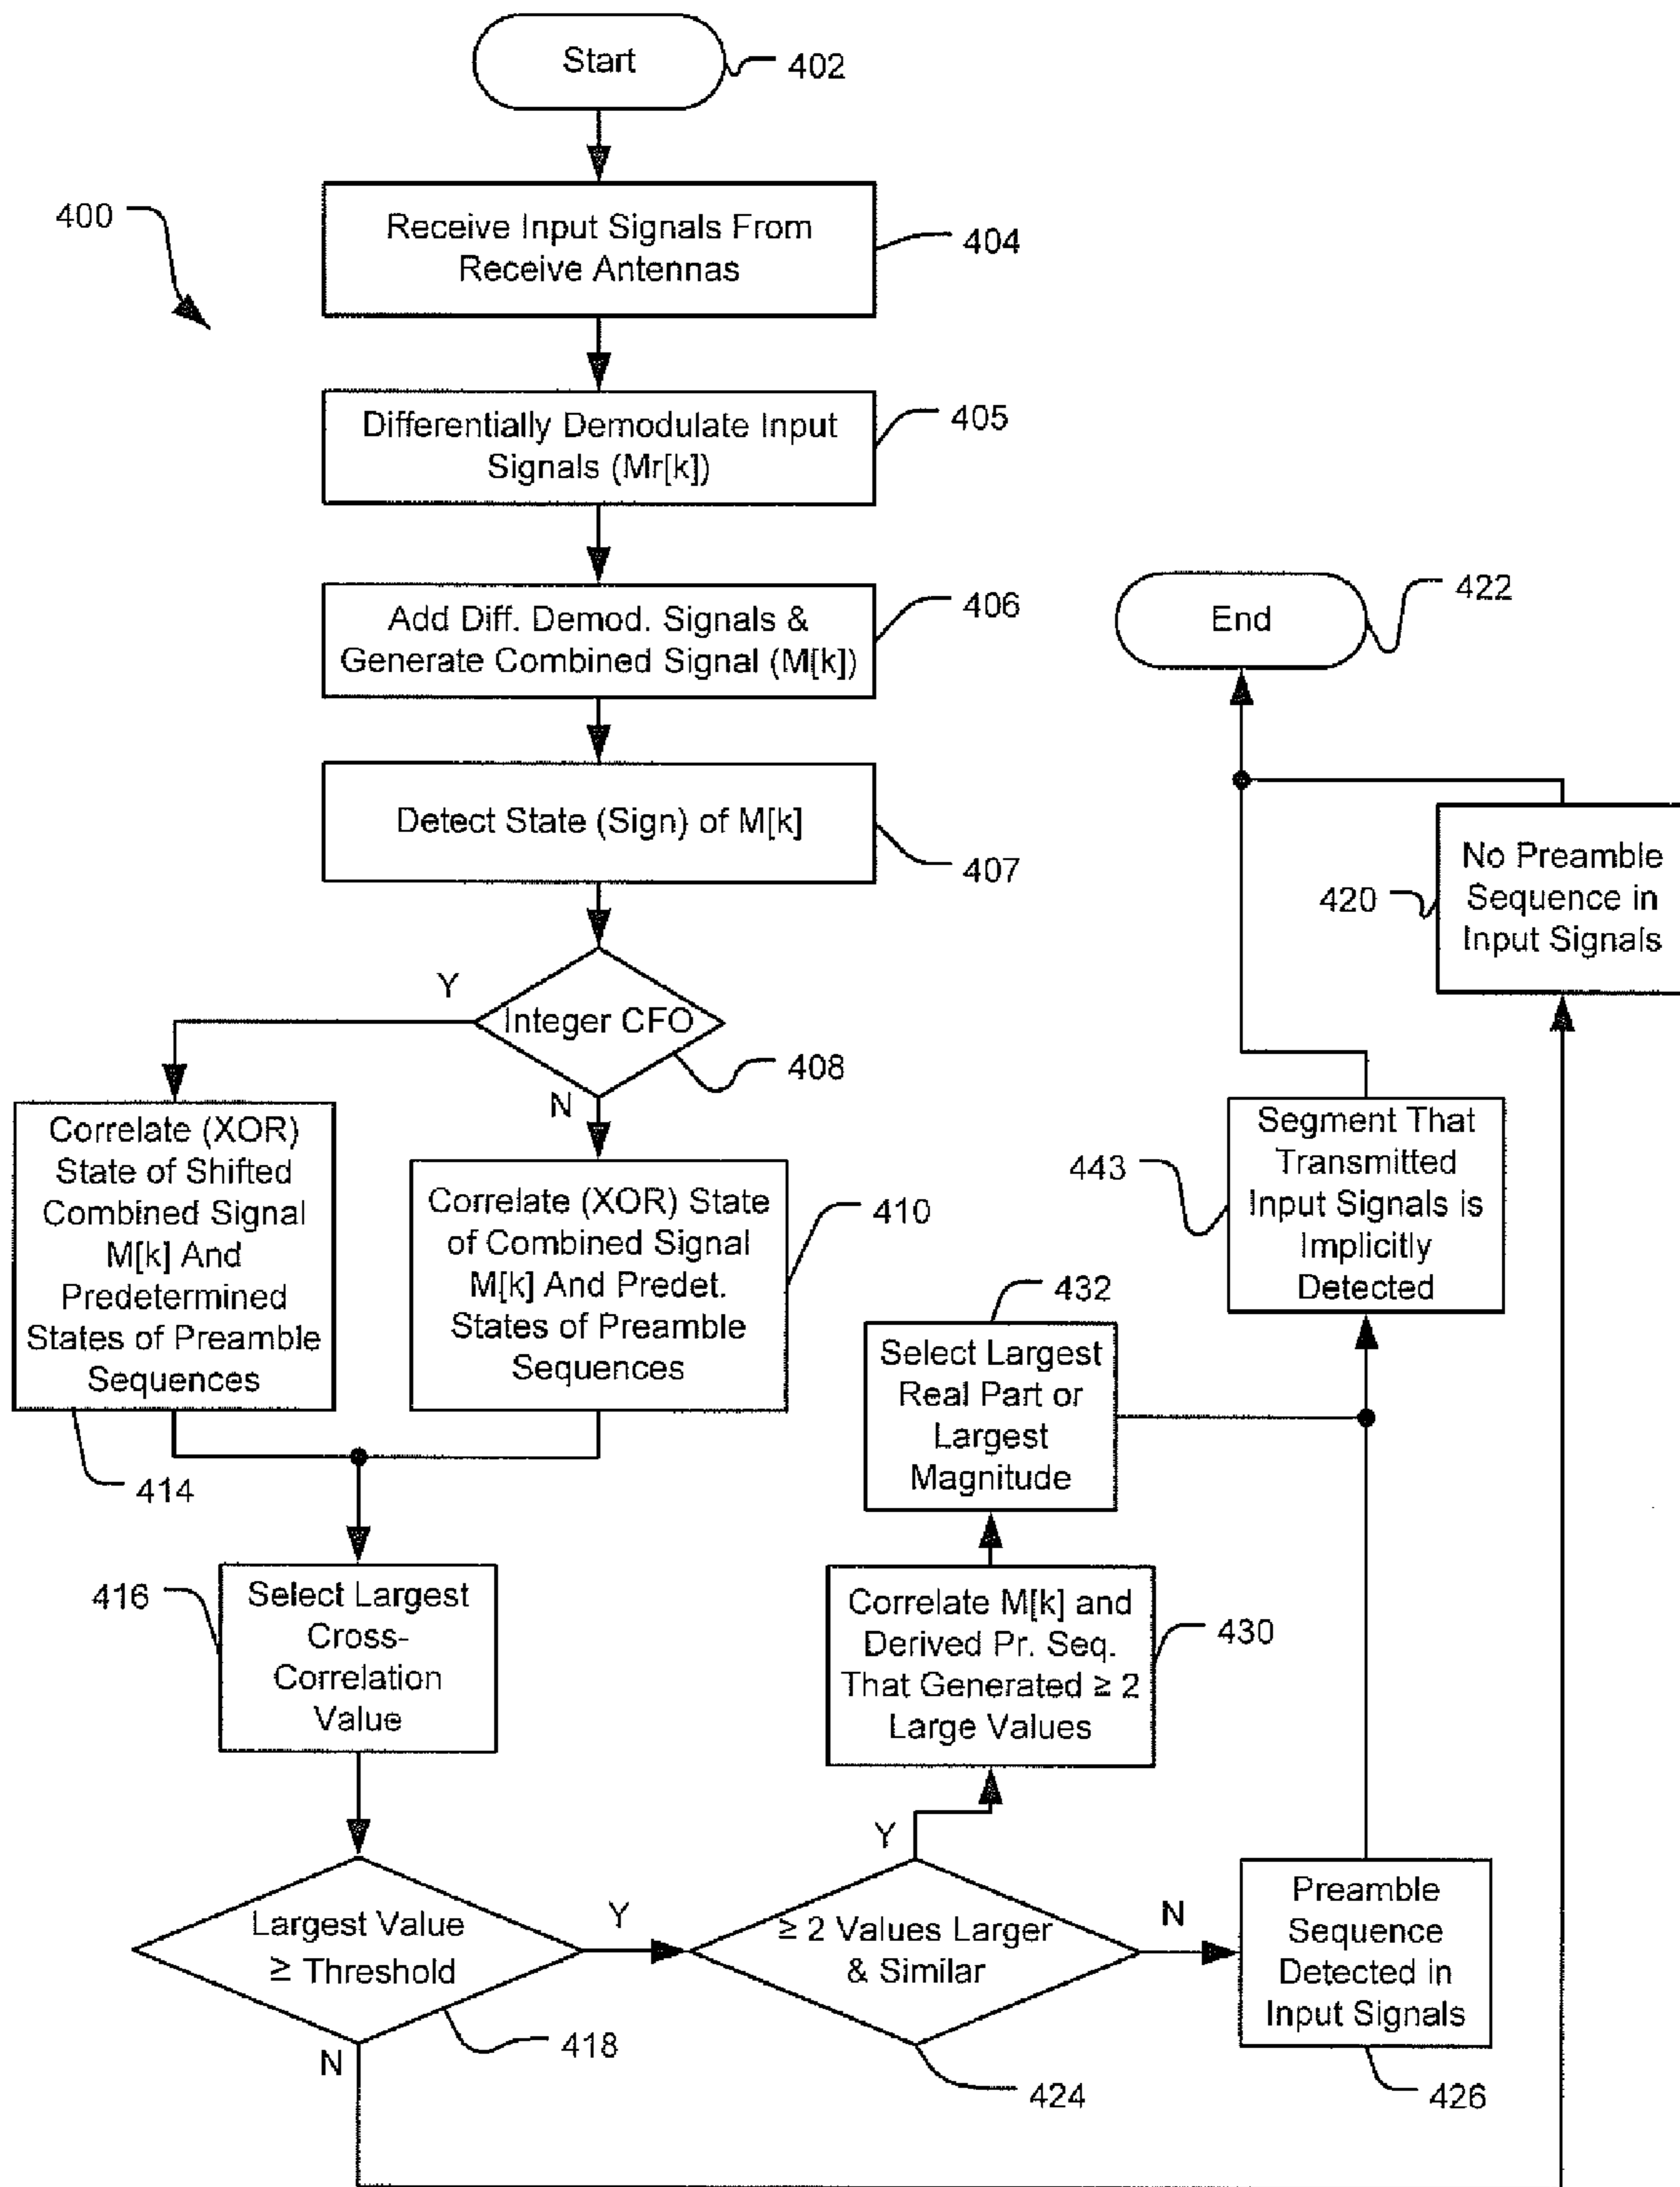 Start
402
400
Receive Input Signals From
Receive Antennas
404
Differentially Demodulate Input
Signals (Mr[k])
405
Add Diff. Demod. Signals &
Generate Combined Signal (M[k])
406
End
422
Detect State (Sign) of M[k]
407
No Preamble
Sequence in
Input Signals
420
Y
Integer CFO
408
N
Correlate (XOR)
State of Shifted
Combined Signal
M[k] And
Predetermined
States of Preamble
Sequences
414
Correlate (XOR) State
of Combined Signal
M[k] And Predet.
States of Preamble
Sequences
410
Segment That
Transmitted
Input Signals is
Implicitly
Detected
443
432
Select Largest
Real Part or
Largest
Magnitude
416
Select Largest
Cross-
Correlation
Value
Correlate M[k] and
Derived Pr. Seq.
That Generated ≥ 2
Large Values
430
Largest Value
≥ Threshold
Y
N
418
≥ 2 Values Larger
& Similar
Y
N
424
Preamble
Sequence
Detected in
Input Signals
426